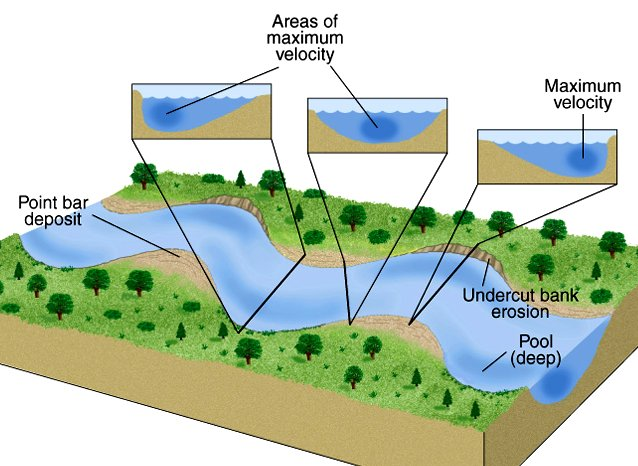 Areas of
maximum
velocity
Maximum
velocity
Point bar
deposit
Undercut bank
erosion
Pool
(deep)